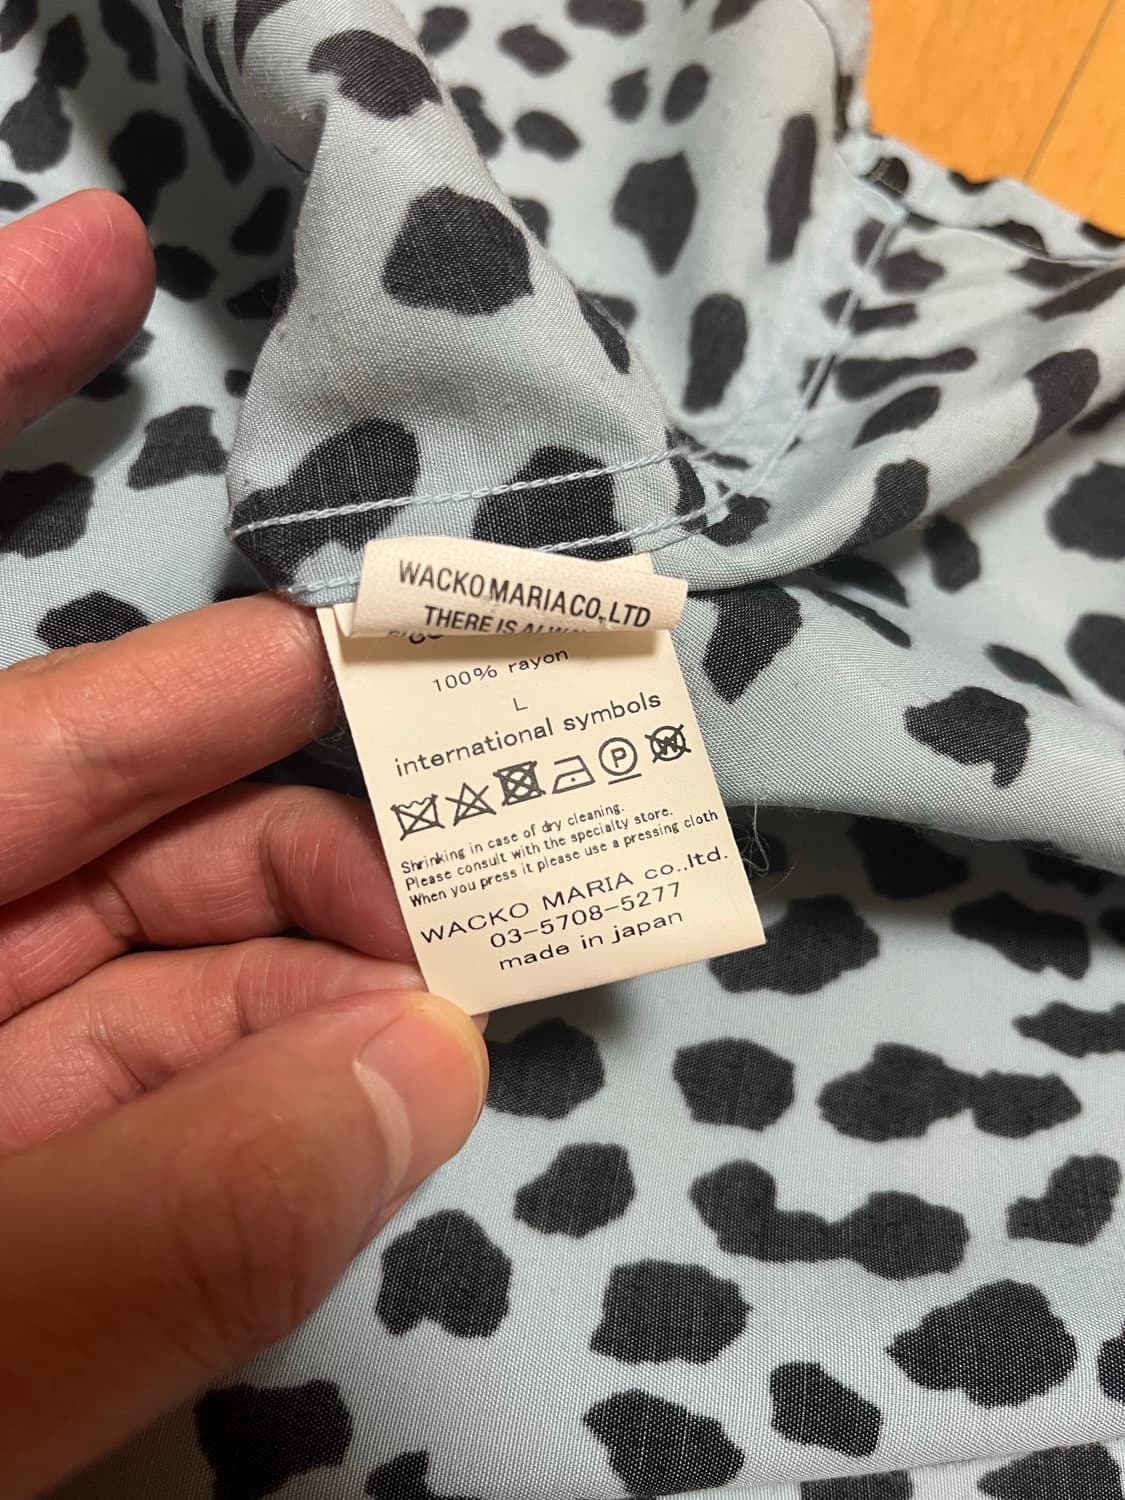 WACKO MARIA CO., LTD
THERE IS
100% rayon
L
international symbols
P W
Shrinking in case of dry cleaning.
Please consult with the specialty store.
When you press it please use a pressing cloth
WACKO MARIA co.,ltd.
03-5708-5277
made in japan